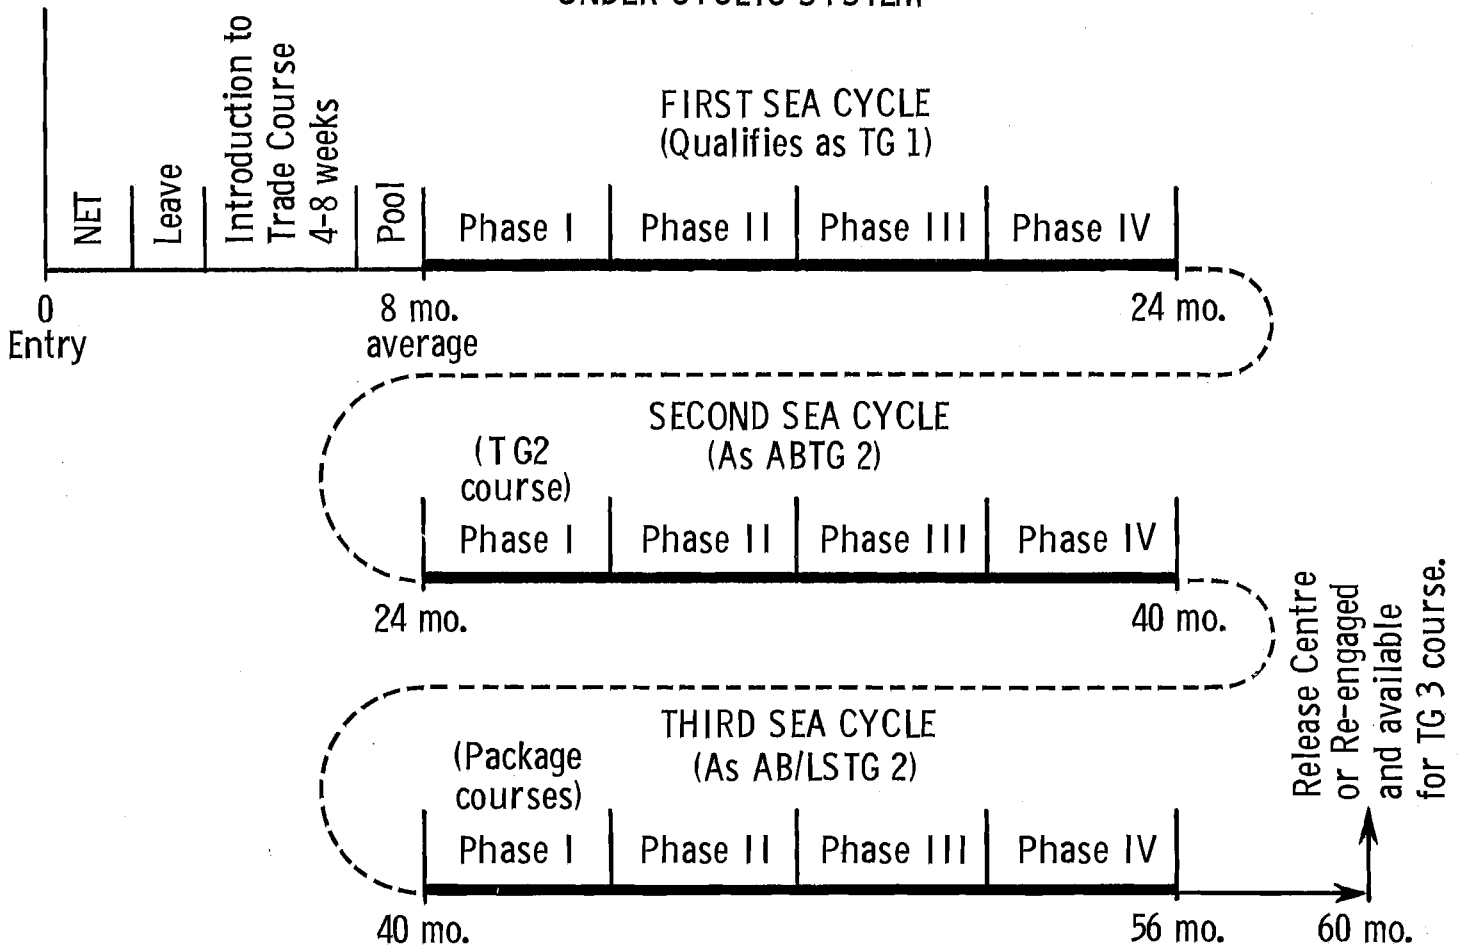 UNDER CYCLIC SYSTEM
FIRST SEA CYCLE
(Qualifies as TG 1)
NET
Leave
Introduction to
Trade Course
4-8 weeks
Pool
Phase I
Phase II
Phase III
Phase IV
0
Entry
8 mo.
average
24 mo.
SECOND SEA CYCLE
(As ABTG 2)
(TG2
course)
Phase I
Phase II
Phase III
Phase IV
24 mo.
40 mo.
THIRD SEA CYCLE
(As AB/LSTG 2)
(Package
courses)
Phase I
Phase II
Phase III
Phase IV
40 mo.
56 mo.
60 mo.
Release Centre
or Re-engaged
and available
for TG 3 course.